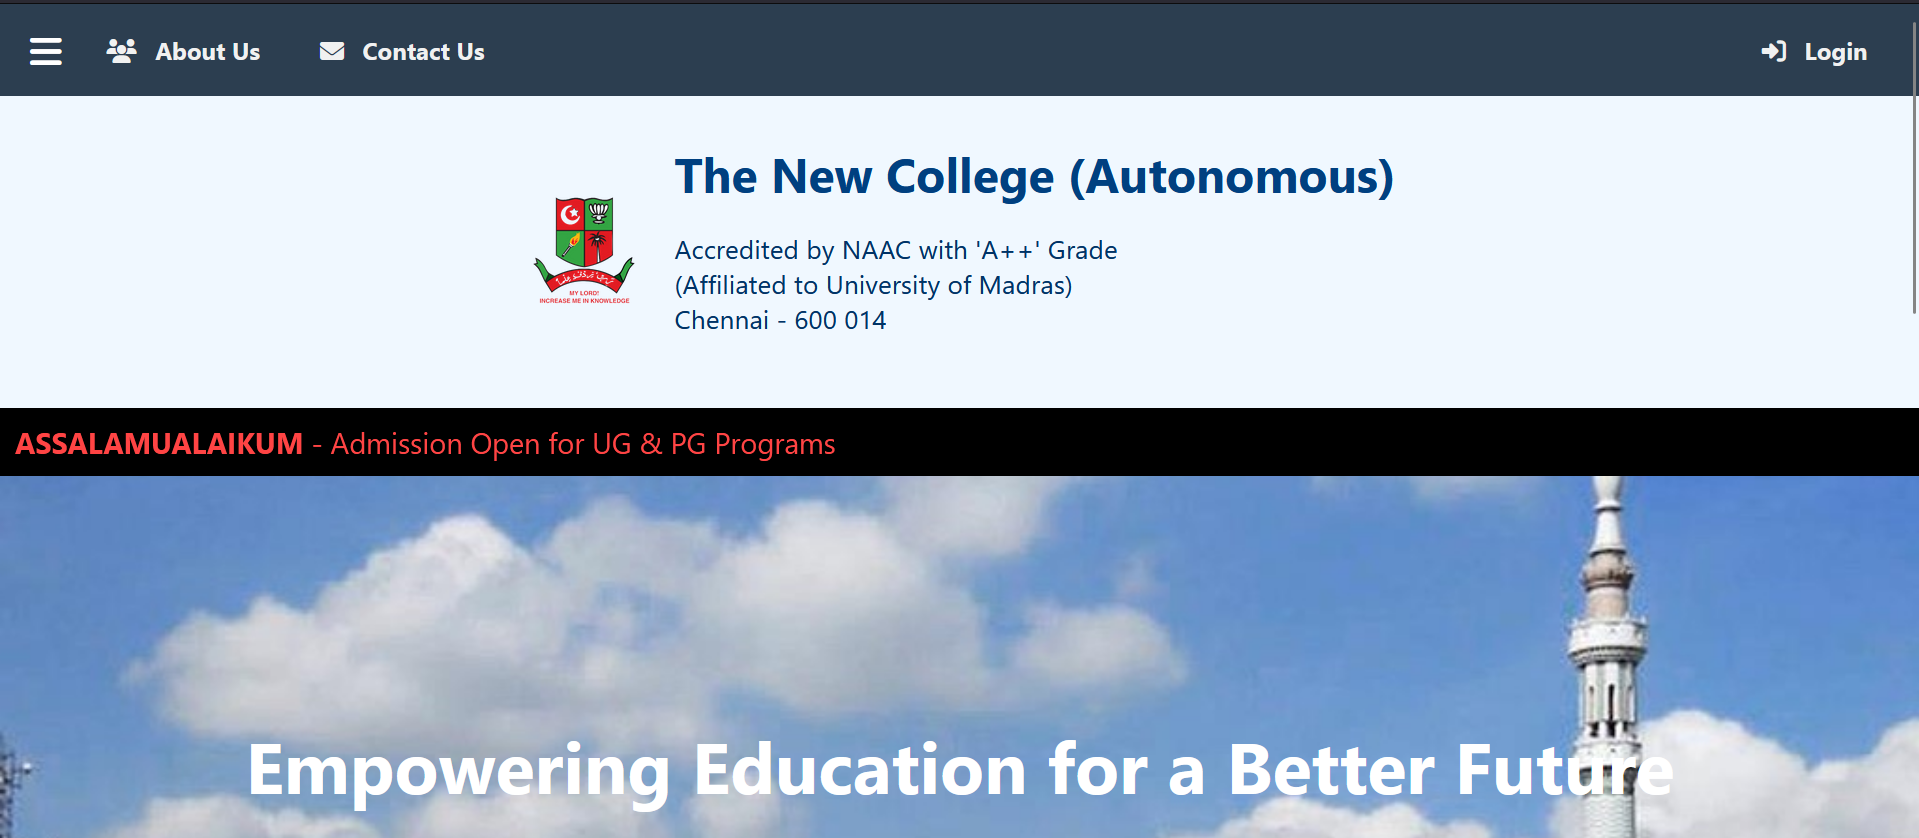 About Us
Contact Us
Login
The New College (Autonomous)
Accredited by NAAC with 'A++' Grade
(Affiliated to University of Madras)
Chennai - 600 014
MY LORD!
INCREASE ME IN KNOWLEDGE
ASSALAMUALAIKUM - Admission Open for UG & PG Programs
Empowering Education for a Better Future